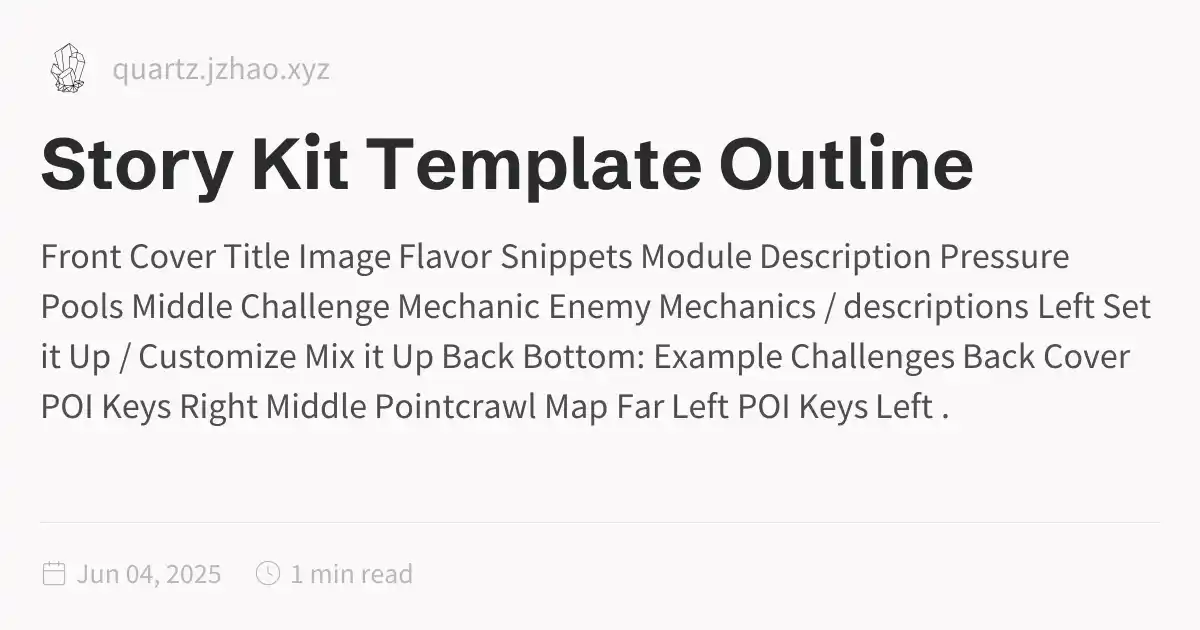 quartz.jzhao.xyz
Story Kit Template Outline
Front Cover Title Image Flavor Snippets Module Description Pressure
Pools Middle Challenge Mechanic Enemy Mechanics / descriptions Left Set
it Up / Customize Mix it Up Back Bottom: Example Challenges Back Cover
POI Keys Right Middle Pointcrawl Map Far Left POI Keys Left .
Jun 04, 2025 1 min read